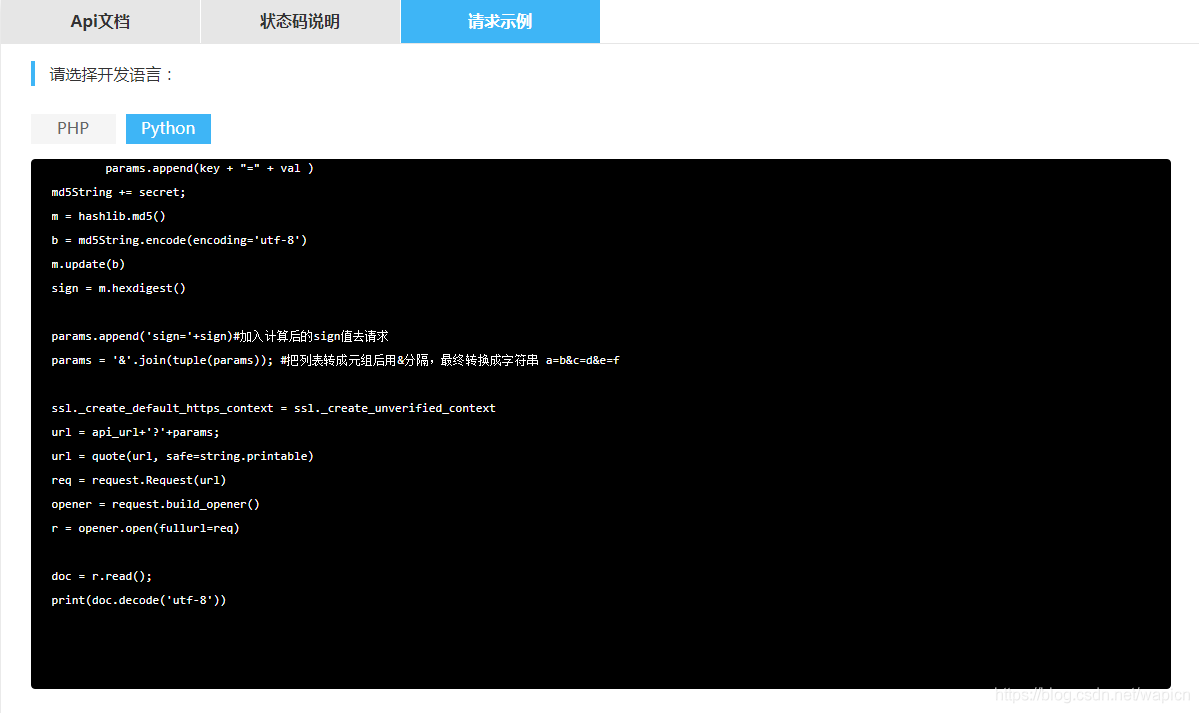 Api文档
状态码说明
请求示例
请选择开发语言：
PHP
Python
        params.append(key + "=" + val )
md5String += secret;
m = hashlib.md5()
b = md5String.encode(encoding='utf-8')
m.update(b)
sign = m.hexdigest()
params.append('sign='+sign)#加入计算后的sign值去请求
params = '&'.join(tuple(params)); #把列表转成元组后用&分隔，最终转换成字符串 a=b&c=d&e=f
ssl._create_default_https_context = ssl._create_unverified_context
url = api_url+'?'+params;
url = quote(url, safe=string.printable)
req = request.Request(url)
opener = request.build_opener()
r = opener.open(fullurl=req)
doc = r.read();
print(doc.decode('utf-8'))
https://blog.csdn.net/wapicn